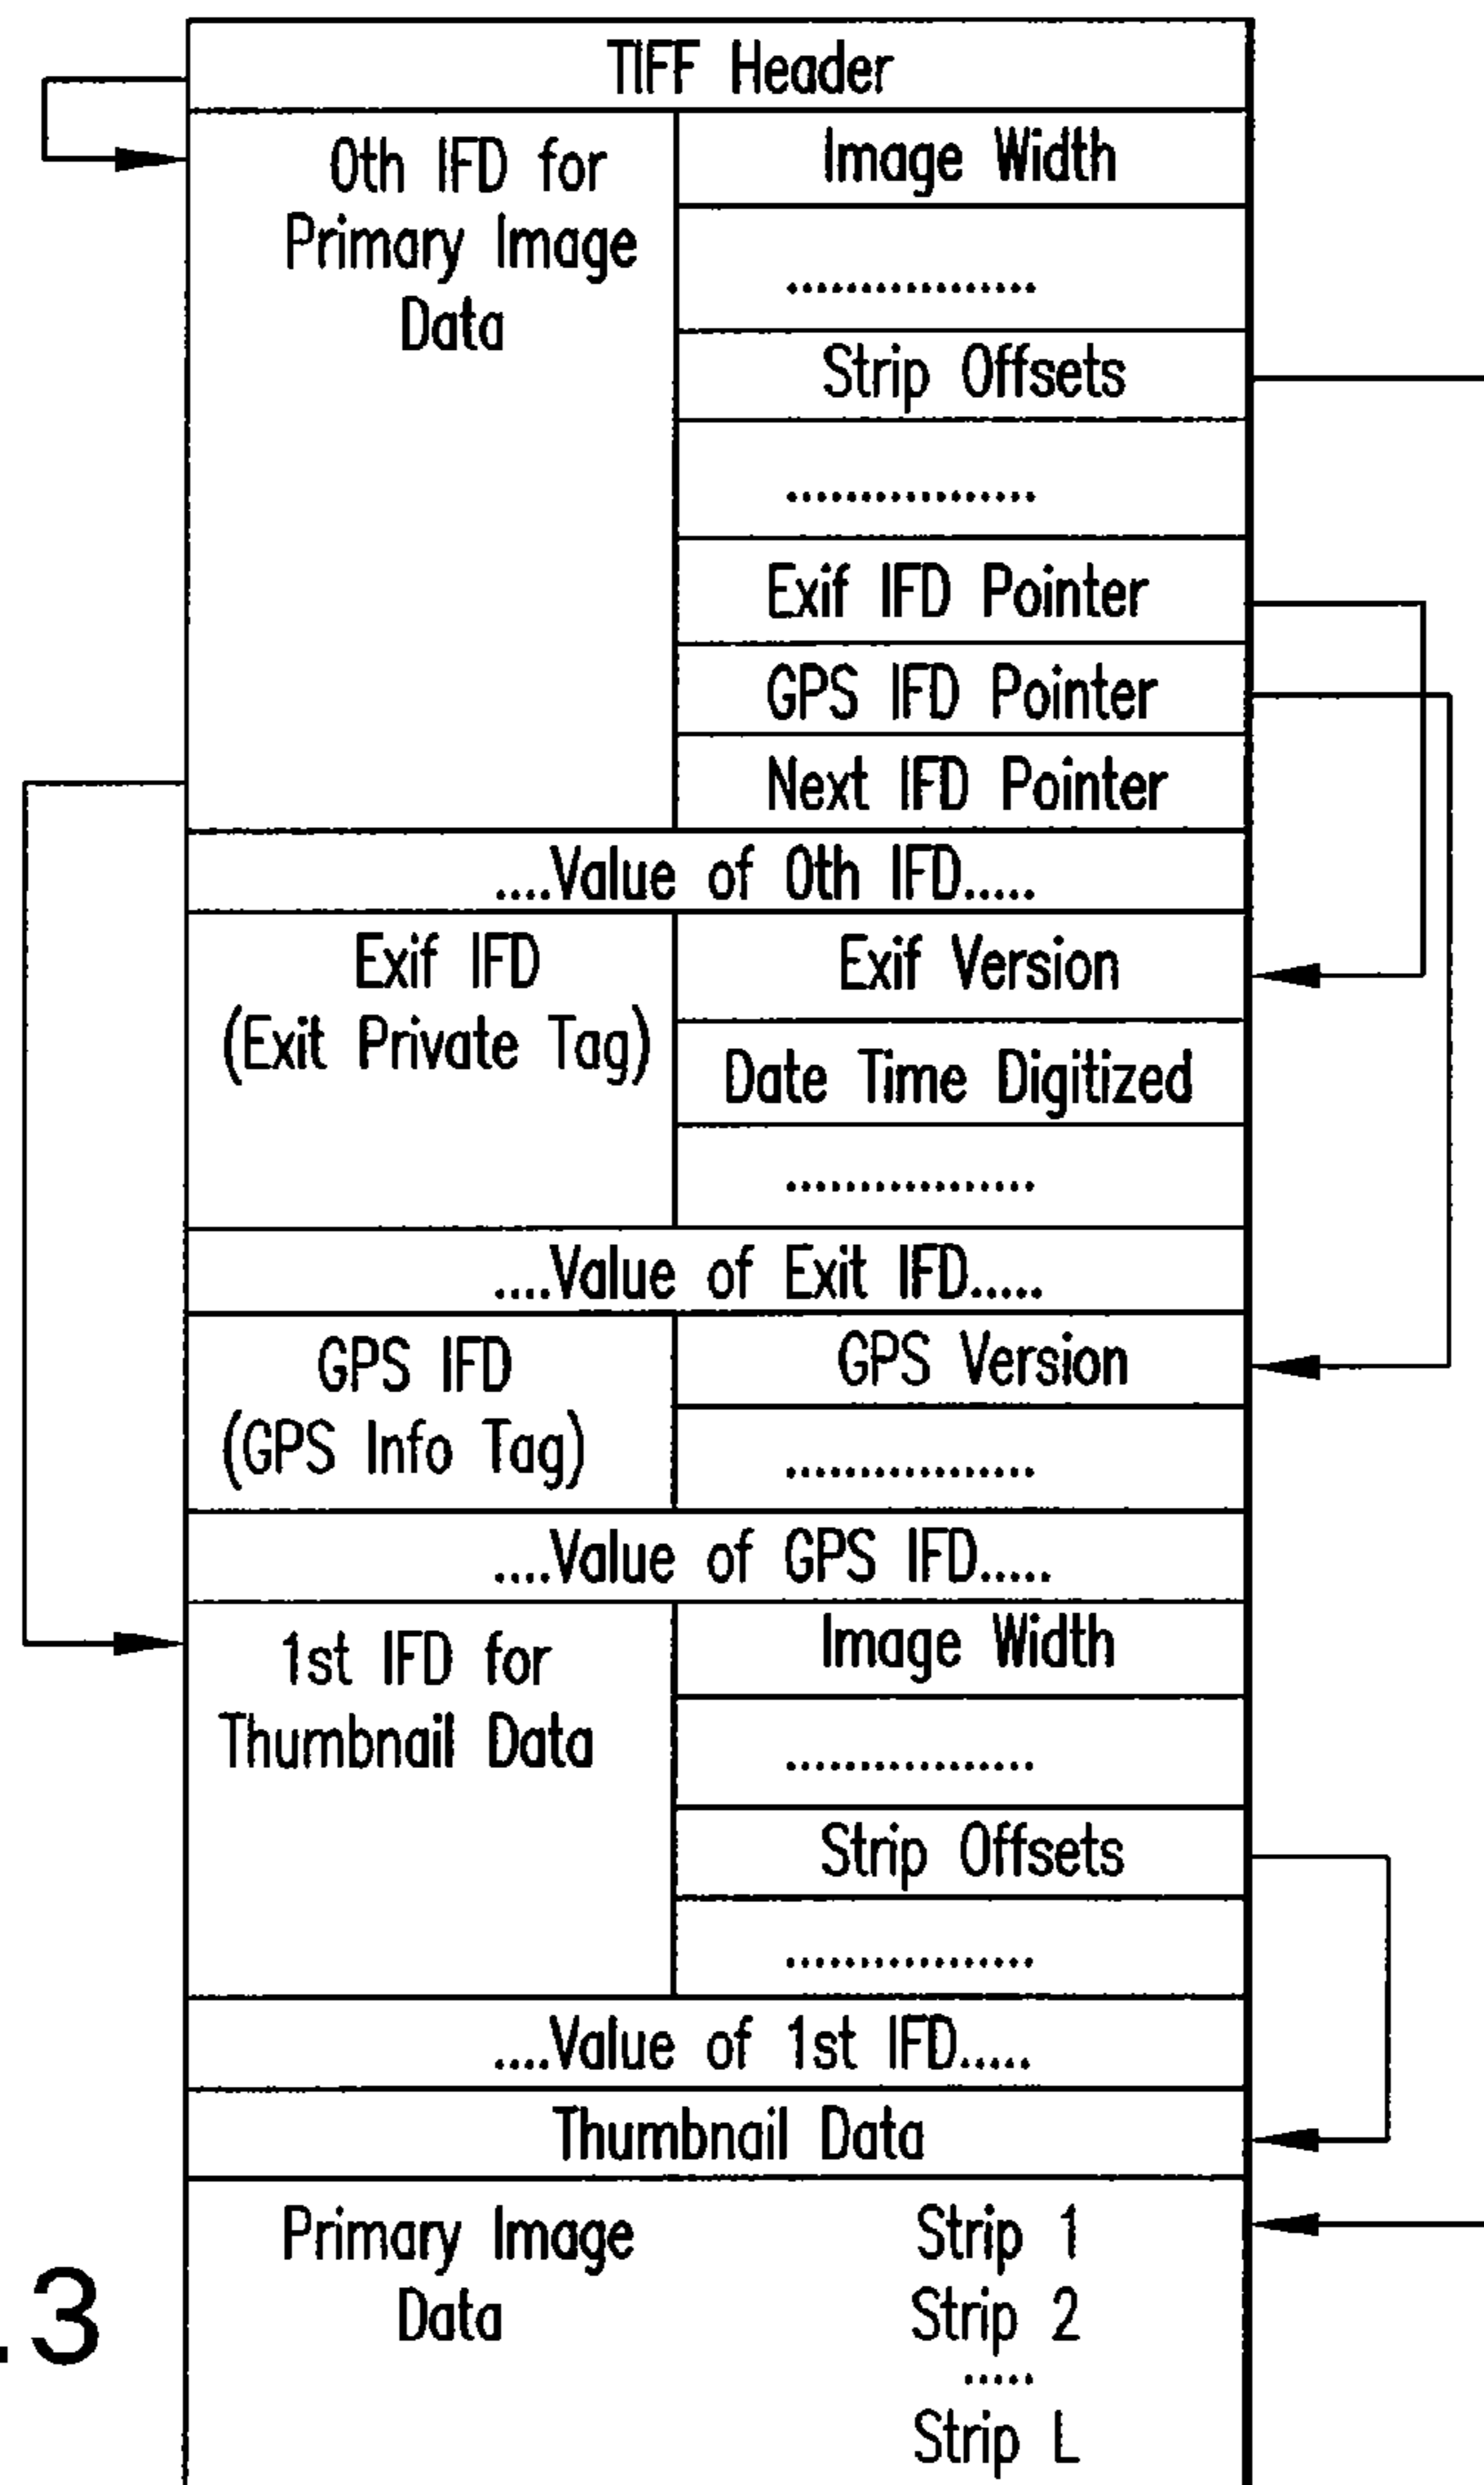 TIFF Header
0th IFD for
Primary Image
Data
Image Width
.................
Strip Offsets
.................
Exif IFD Pointer
GPS IFD Pointer
Next IFD Pointer
....Value of 0th IFD.....
Exif IFD
(Exit Private Tag)
Exif Version
Date Time Digitized
.................
....Value of Exit IFD.....
GPS IFD
(GPS Info Tag)
GPS Version
.................
....Value of GPS IFD.....
1st IFD for
Thumbnail Data
Image Width
.................
Strip Offsets
.................
....Value of 1st IFD.....
Thumbnail Data
Primary Image
Data
Strip 1
Strip 2
.....
Strip L
.3